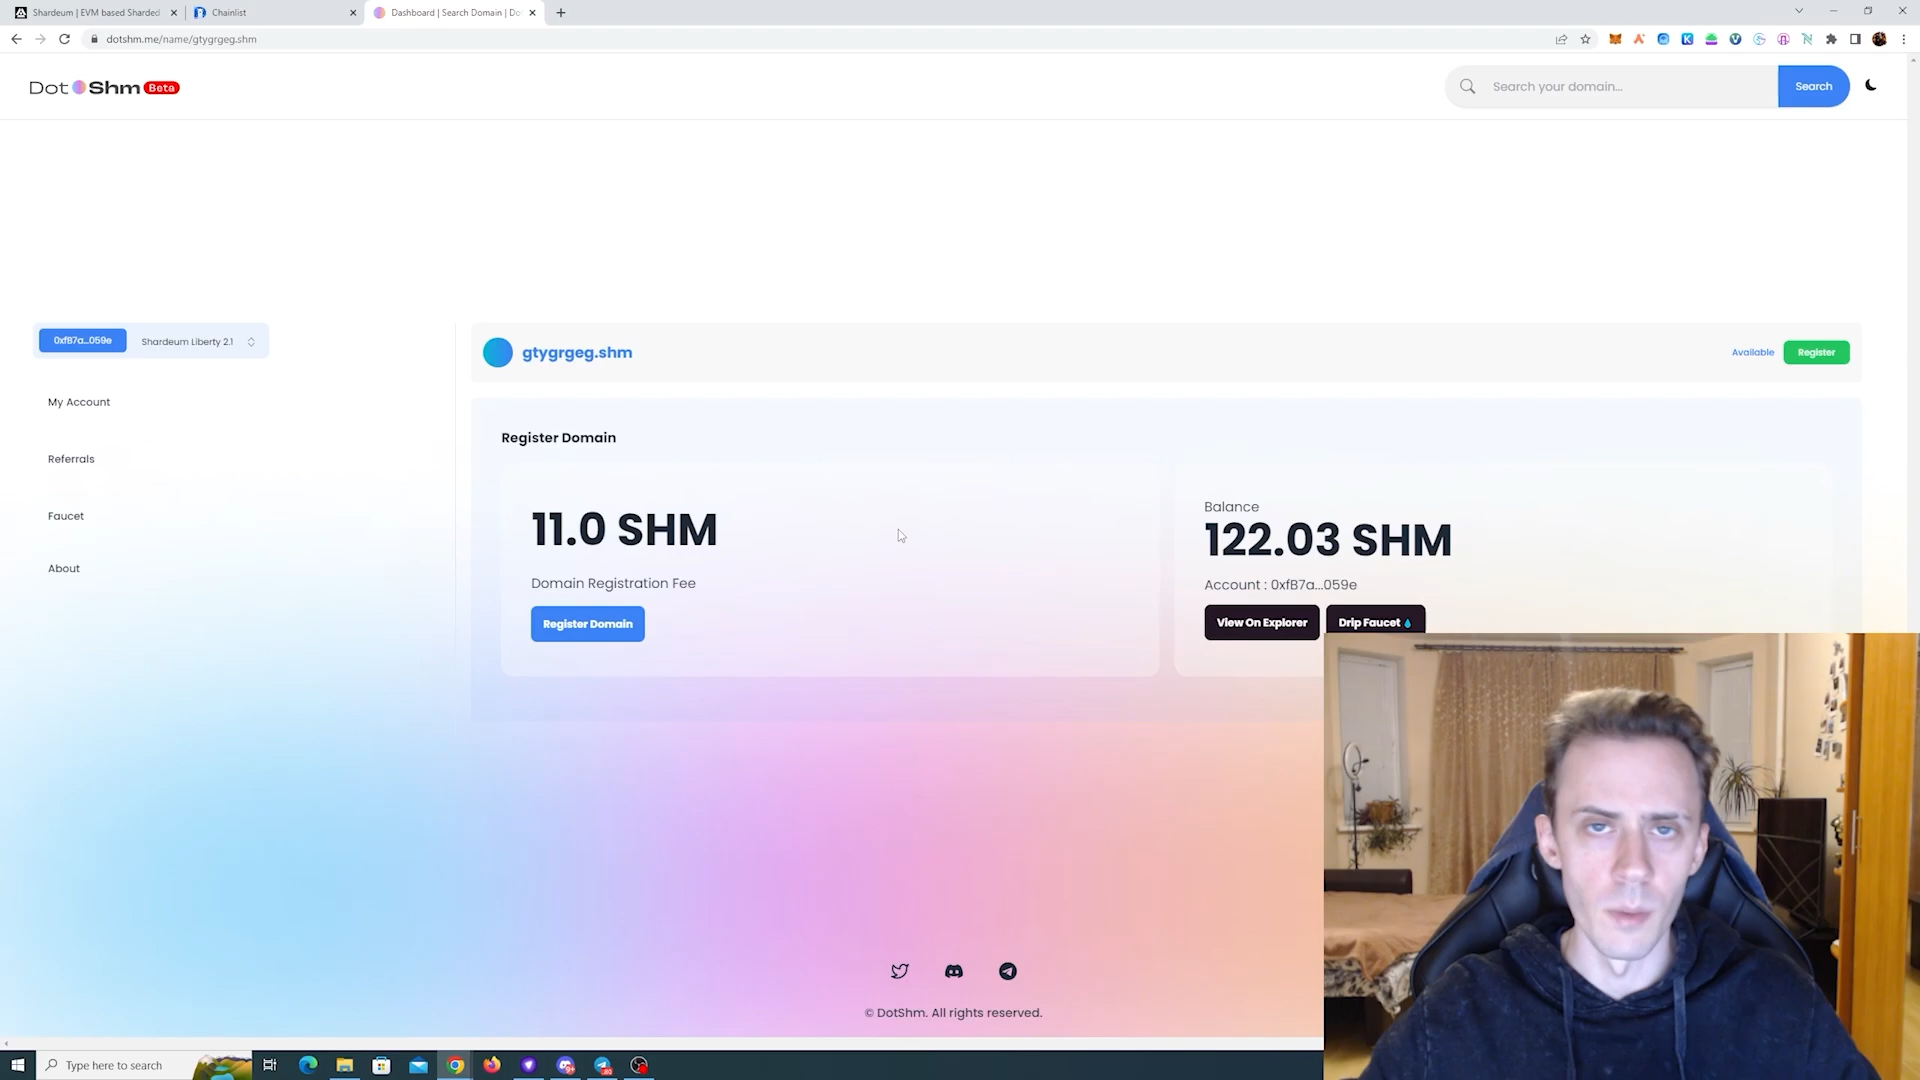 Shardeum | EVM based Sharded
Chainlist
Dashboard | Search Domain | Do
dotshm.me/name/gtygrgeg.shm
Dot Shm Beta
Search your domain...
Search
0xfB7a...059e
Shardeum Liberty 2.1
gtygrgeg.shm
Available
Register
My Account
Referrals
Faucet
About
Register Domain
11.0 SHM
Domain Registration Fee
Register Domain
Balance
122.03 SHM
Account : 0xfB7a...059e
View On Explorer
Drip Faucet
© DotShm. All rights reserved.
Type here to search